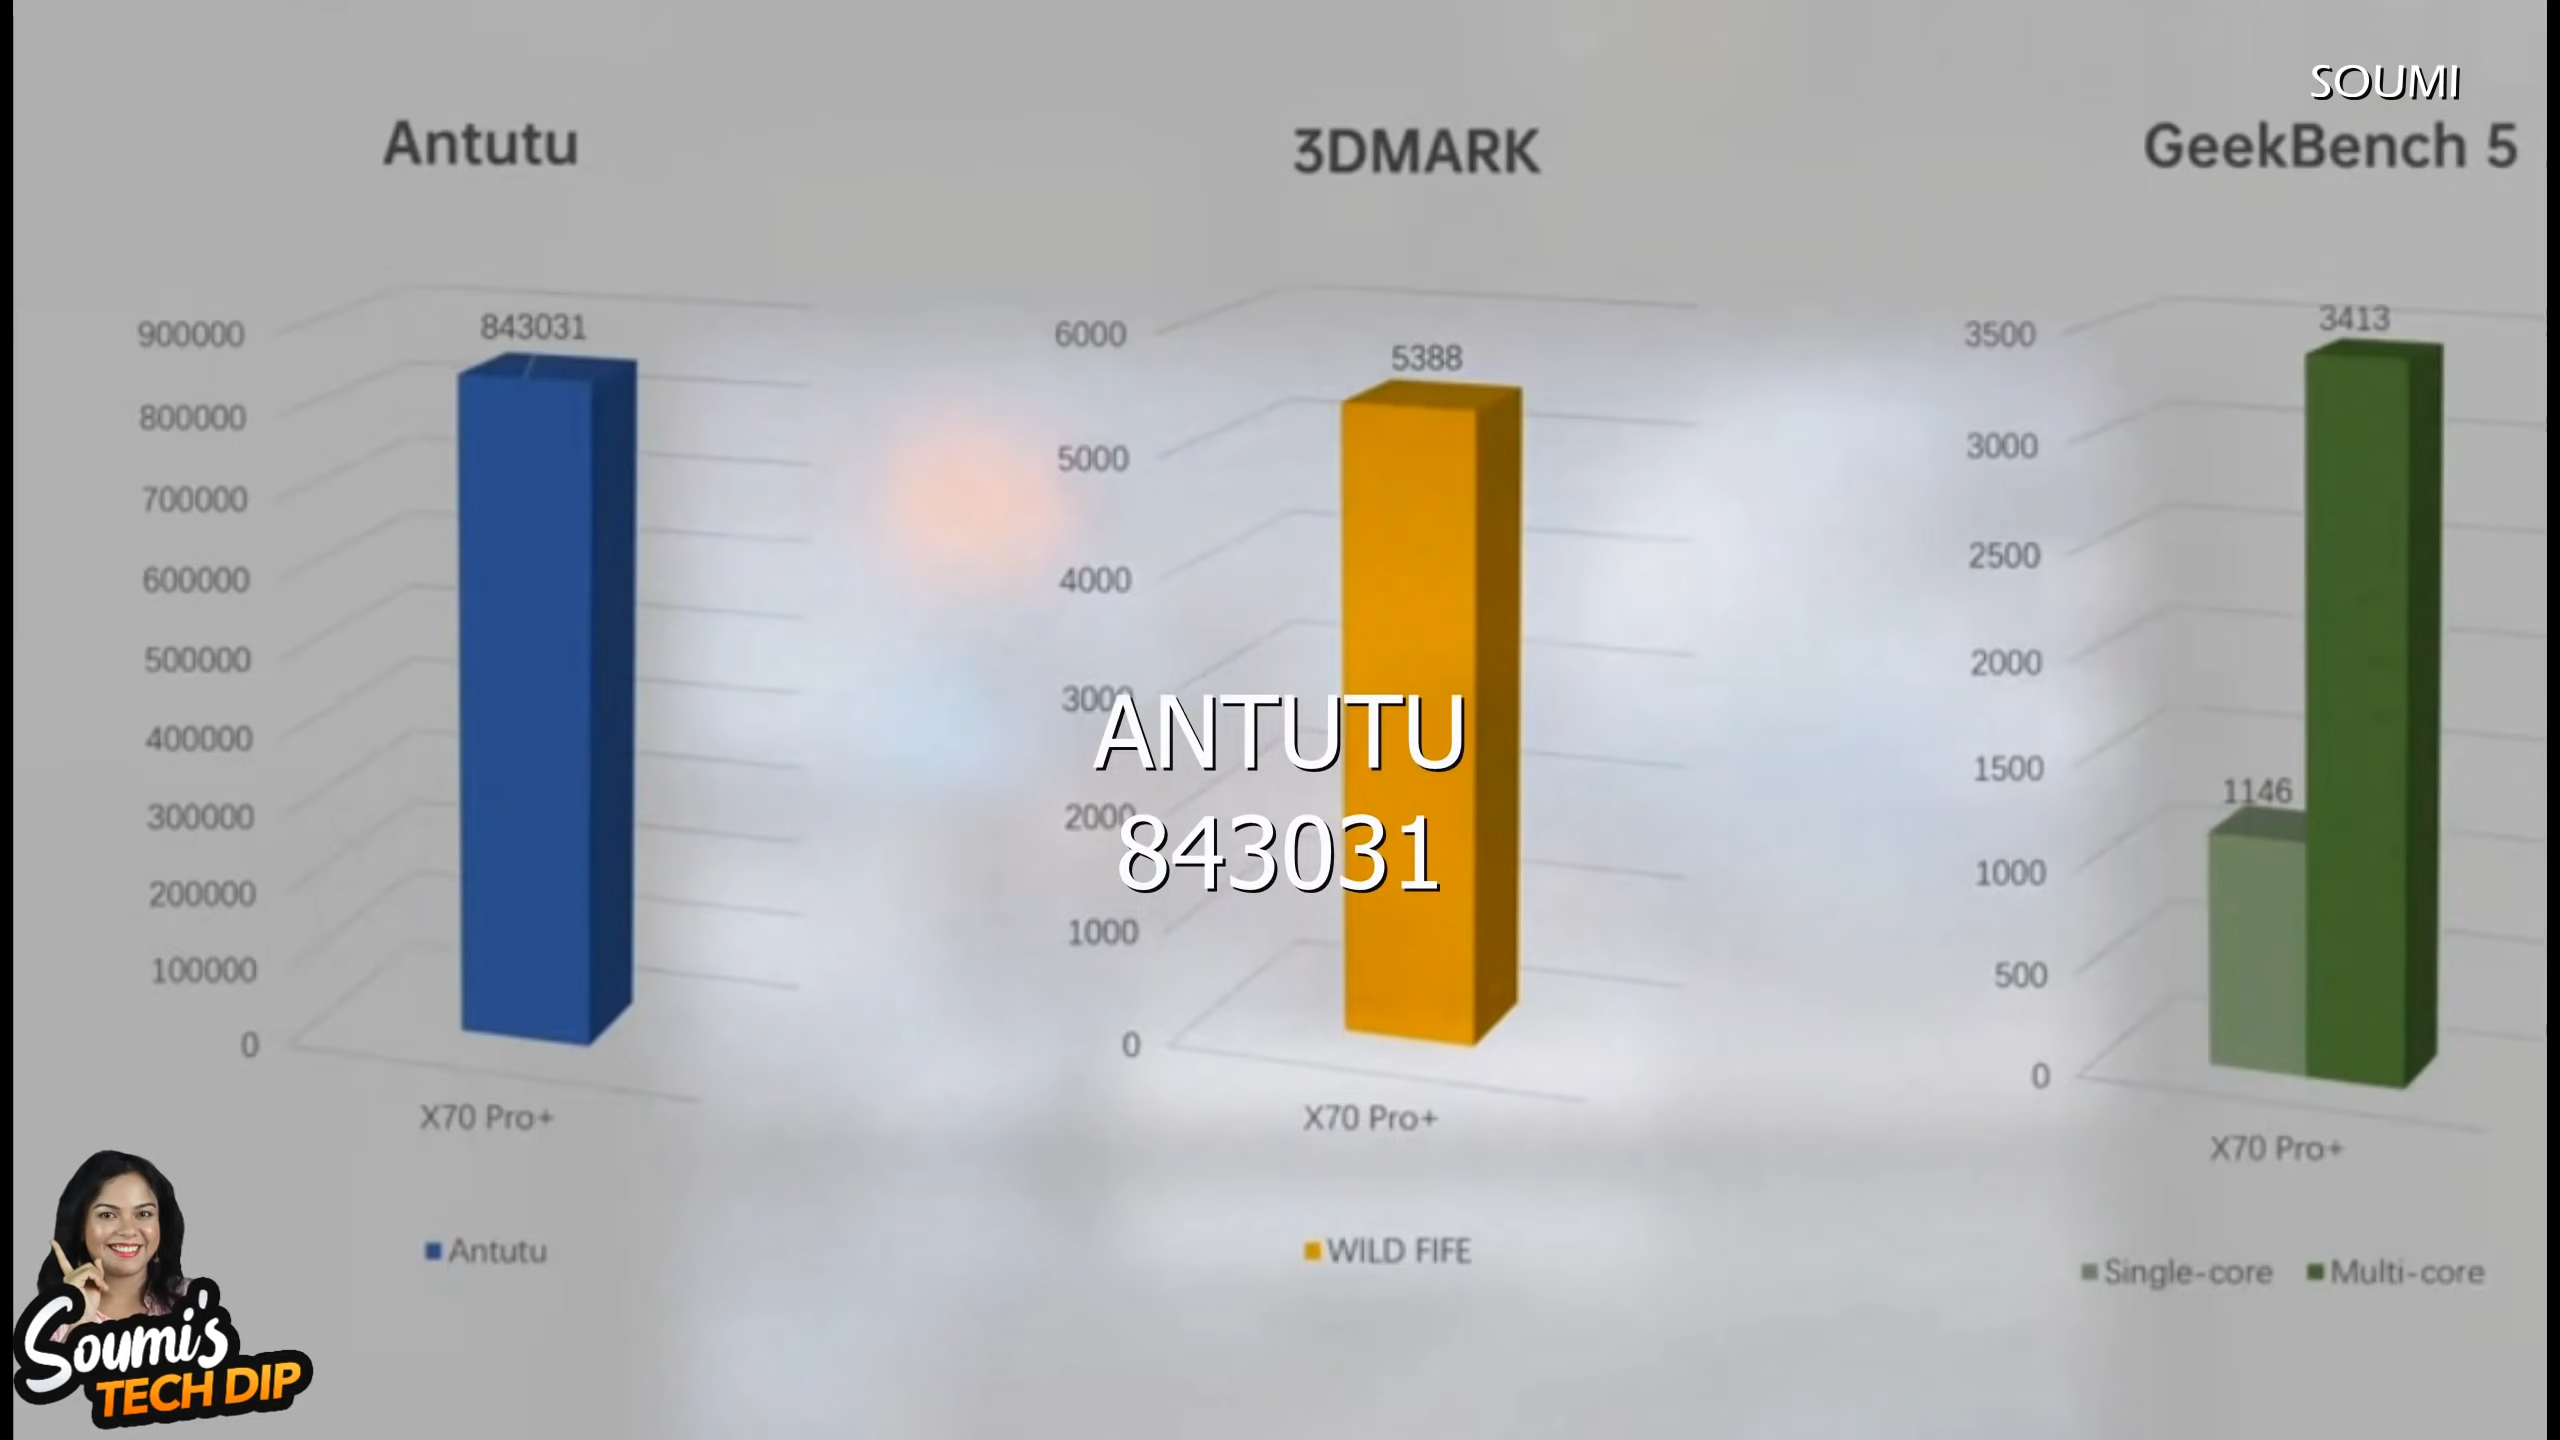 SOUMI
Antutu
3DMARK
GeekBench 5
900000
800000
700000
600000
500000
400000
300000
200000
100000
0
843031
X70 Pro+
Antutu
6000
5000
4000
3000
2000
1000
0
5388
X70 Pro+
WILD FIFE
ANTUTU
843031
3500
3000
2500
2000
1500
1000
500
0
3413
1146
X70 Pro+
Single-core Multi-core
Soumi's
TECH DIP